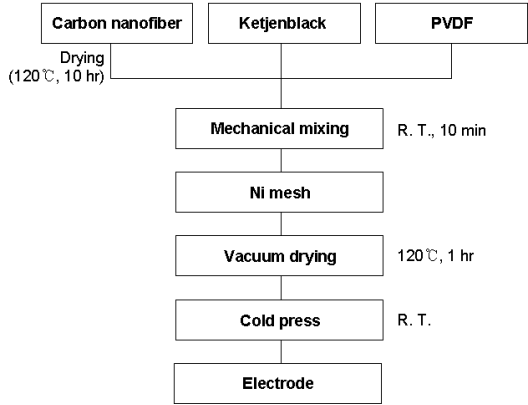 Carbon nanofiber
Ketjenblack
PVDF
Drying
(120℃, 10 hr)
Mechanical mixing
R. T., 10 min
Ni mesh
Vacuum drying
120℃, 1 hr
Cold press
R. T.
Electrode